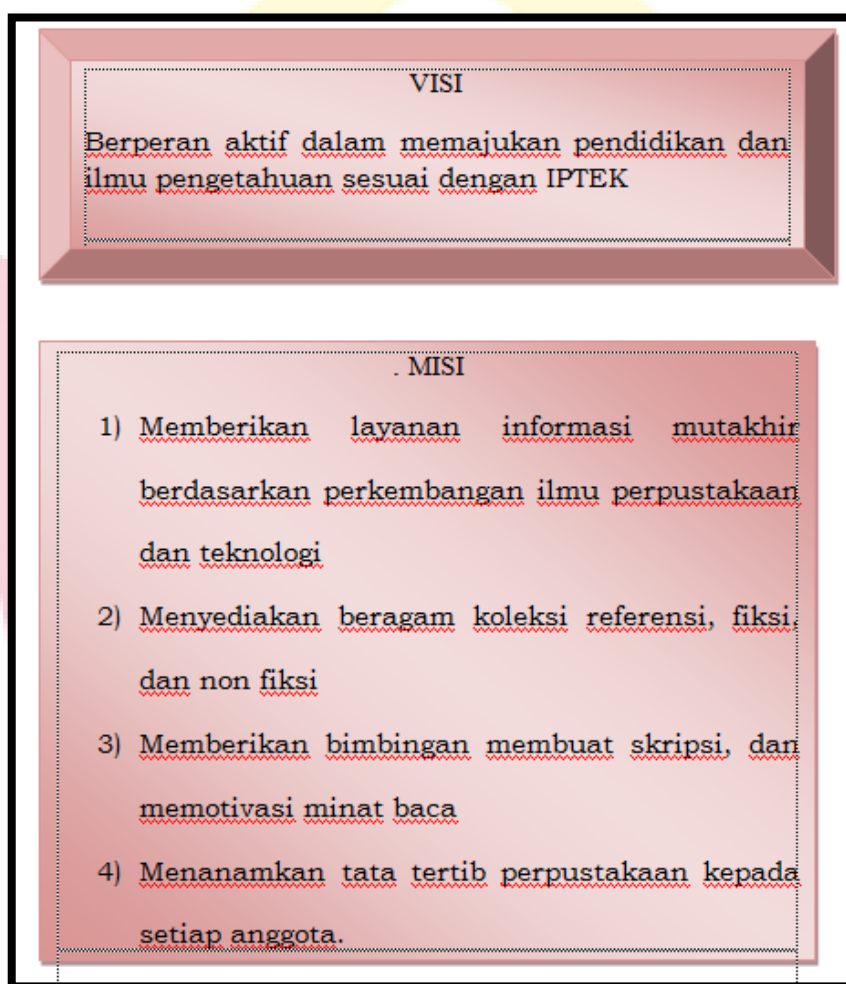 VISI
Berperan aktif dalam memajukan pendidikan dan
ilmu pengetahuan sesuai dengan IPTEK
. MISI
1) Memberikan layanan informasi mutakhir
berdasarkan perkembangan ilmu perpustakaan
dan teknologi
2) Menyediakan beragam koleksi referensi, fiksi,
dan non fiksi
3) Memberikan bimbingan membuat skripsi, dan
memotivasi minat baca
4) Menanamkan tata tertib perpustakaan kepada
setiap anggota.